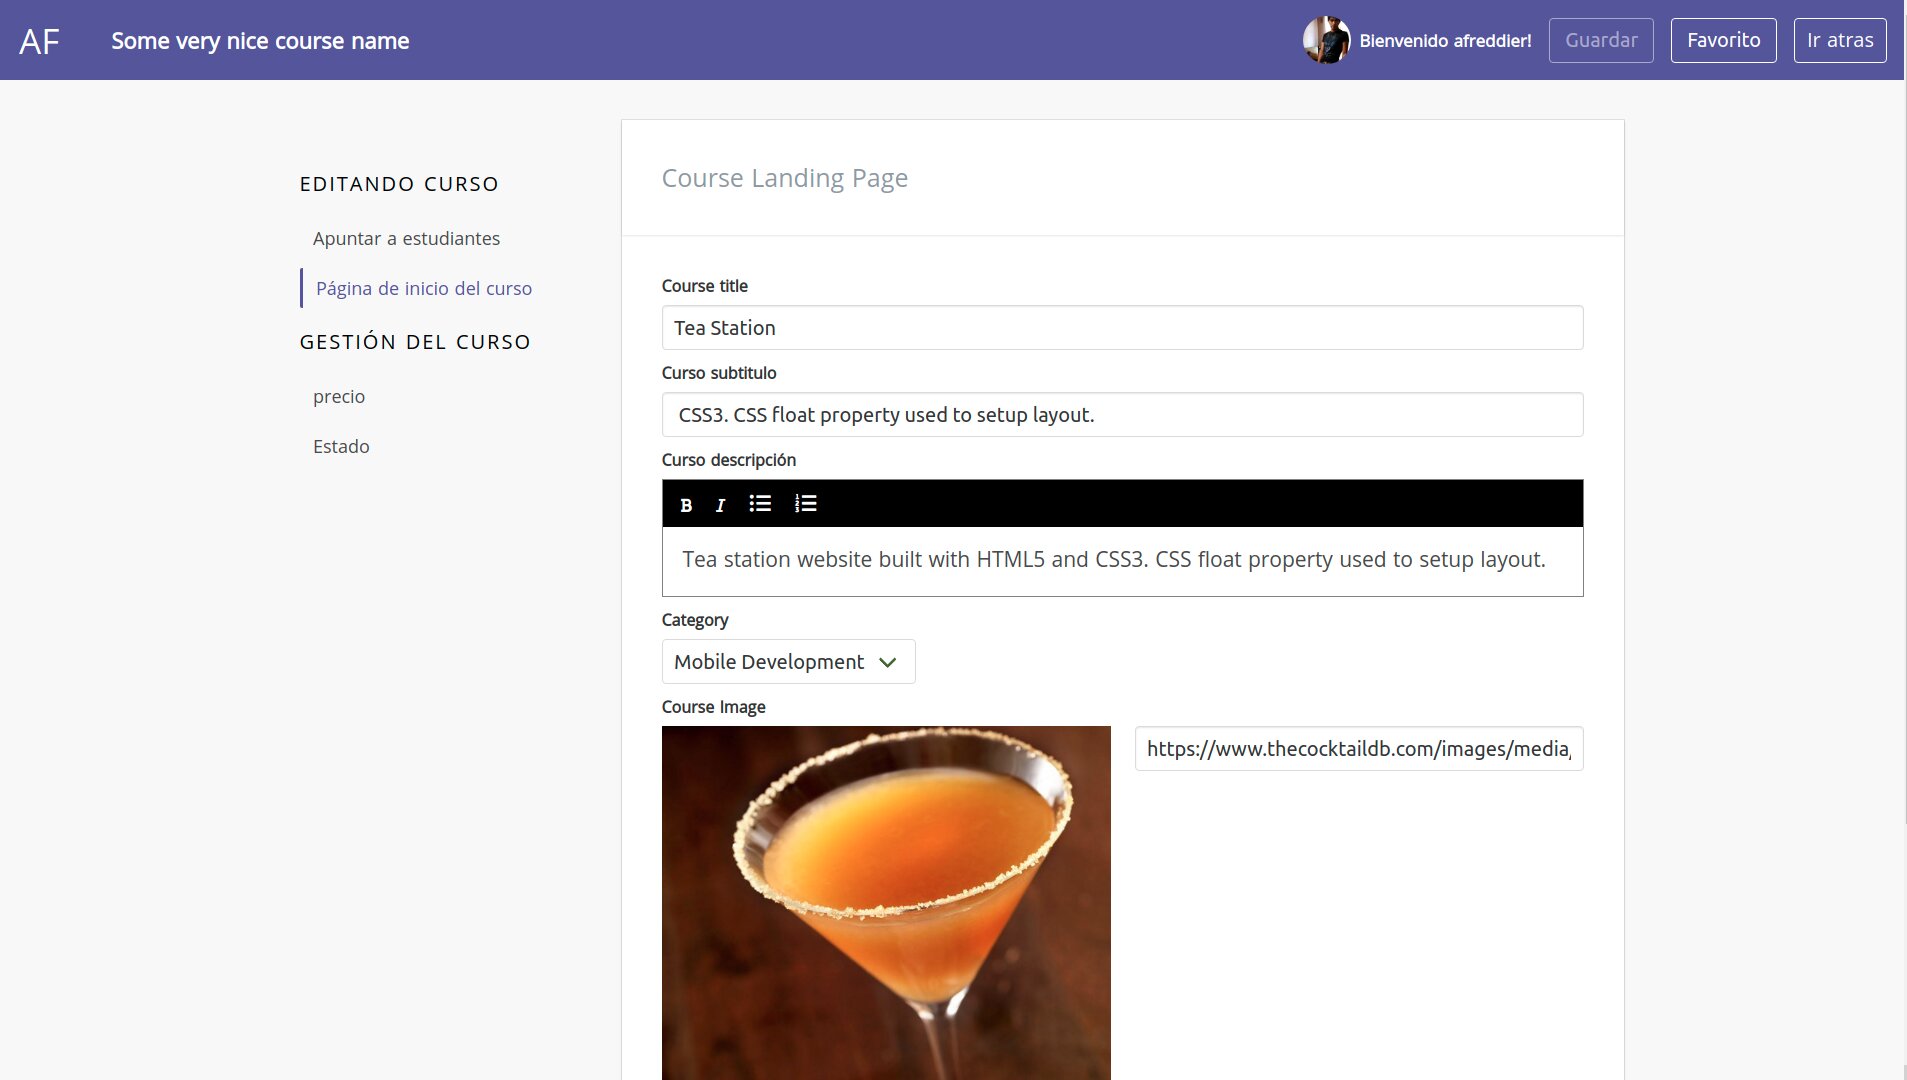 AF
Some very nice course name
Bienvenido afreddier!
Guardar
Favorito
Ir atras
EDITANDO CURSO
Apuntar a estudiantes
Página de inicio del curso
GESTIÓN DEL CURSO
precio
Estado
Course Landing Page
Course title
Tea Station
Curso subtitulo
CSS3. CSS float property used to setup layout.
Curso descripción
B I
Tea station website built with HTML5 and CSS3. CSS float property used to setup layout.
Category
Mobile Development
Course Image
https://www.thecocktaildb.com/images/media/